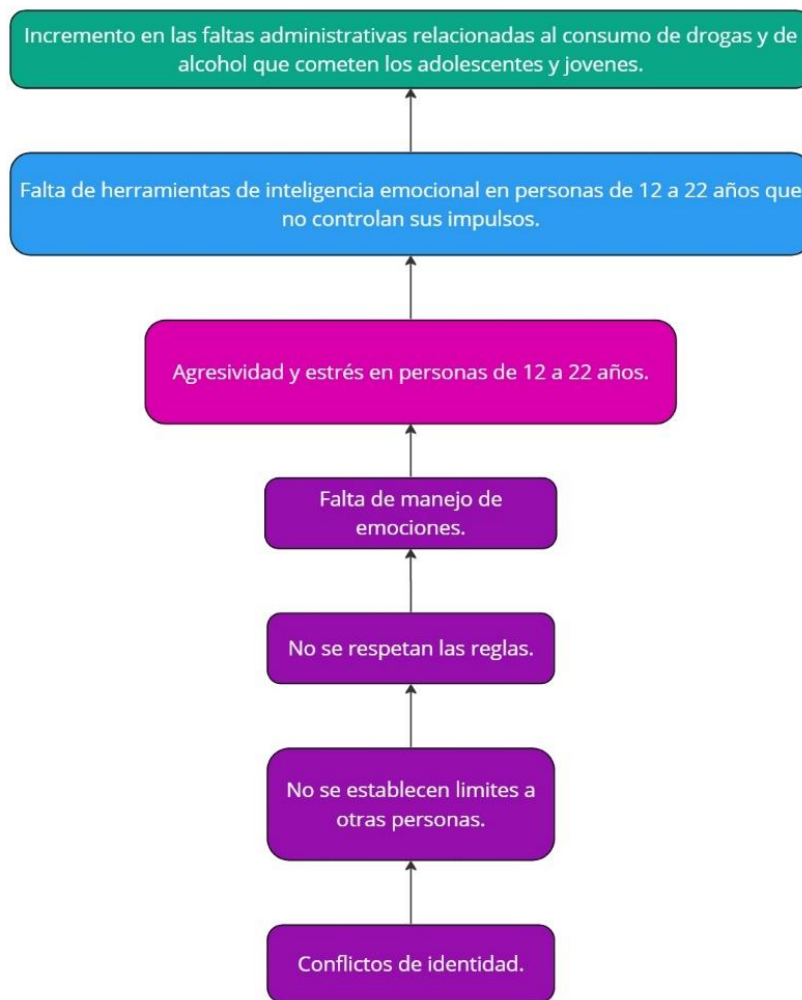 Incremento en las faltas administrativas relacionadas al consumo de drogas y de
alcohol que cometen los adolescentes y jovenes.
Falta de herramientas de inteligencia emocional en personas de 12 a 22 años que
no controlan sus impulsos.
Agresividad y estrés en personas de 12 a 22 años.
Falta de manejo de
emociones.
No se respetan las reglas.
No se establecen limites a
otras personas.
Conflictos de identidad.